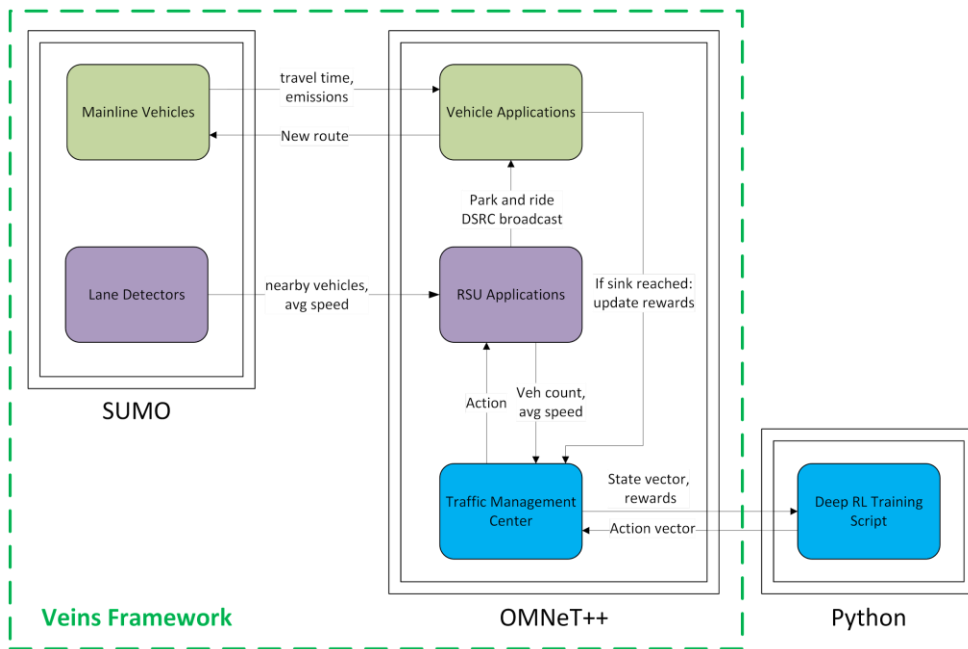 Mainline Vehicles
travel time,
emissions
New route
Vehicle Applications
Park and ride
DSRC broadcast
Lane Detectors
nearby vehicles,
avg speed
RSU Applications
If sink reached:
update rewards
SUMO
Action
Veh count,
avg speed
Traffic Management
Center
State vector,
rewards
Action vector
Deep RL Training
Script
Veins Framework
OMNeT++
Python